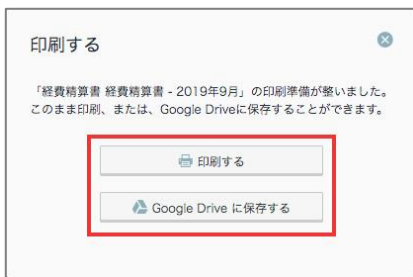 印刷する
「経費精算書 経費精算書 - 2019年9月」の印刷準備が整いました。
このまま印刷、または、Google Driveに保存することができます。
印刷する
Google Drive に保存する